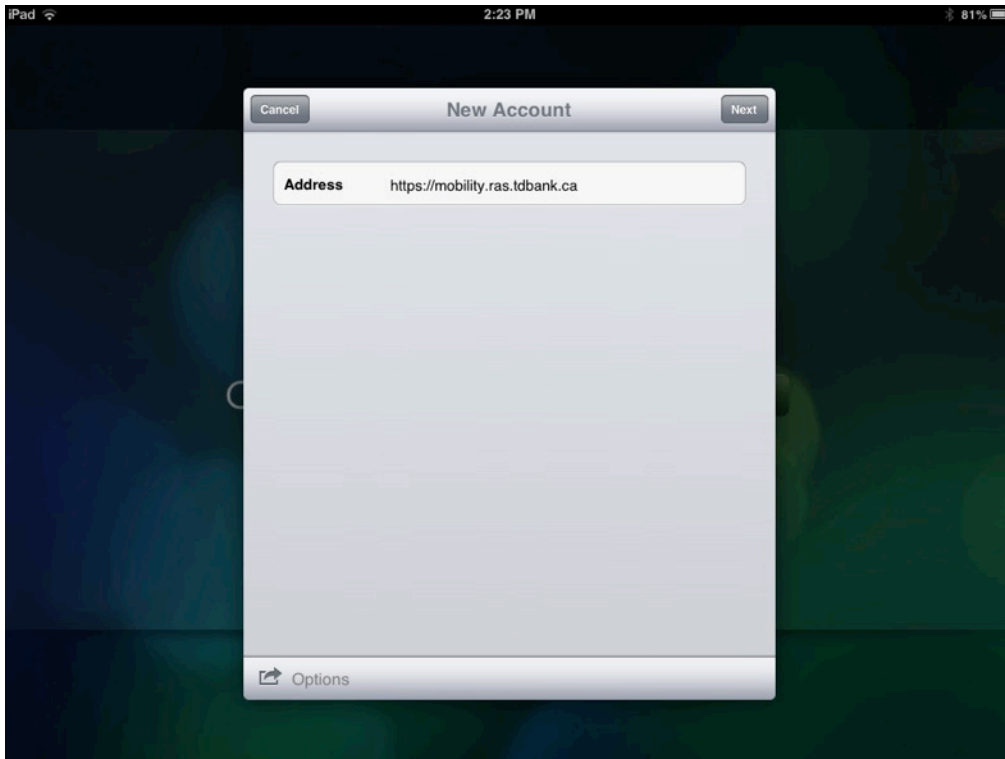 iPad 2:23 PM 81%
Cancel New Account Next
Address https://mobility.ras.tdbank.ca
Options